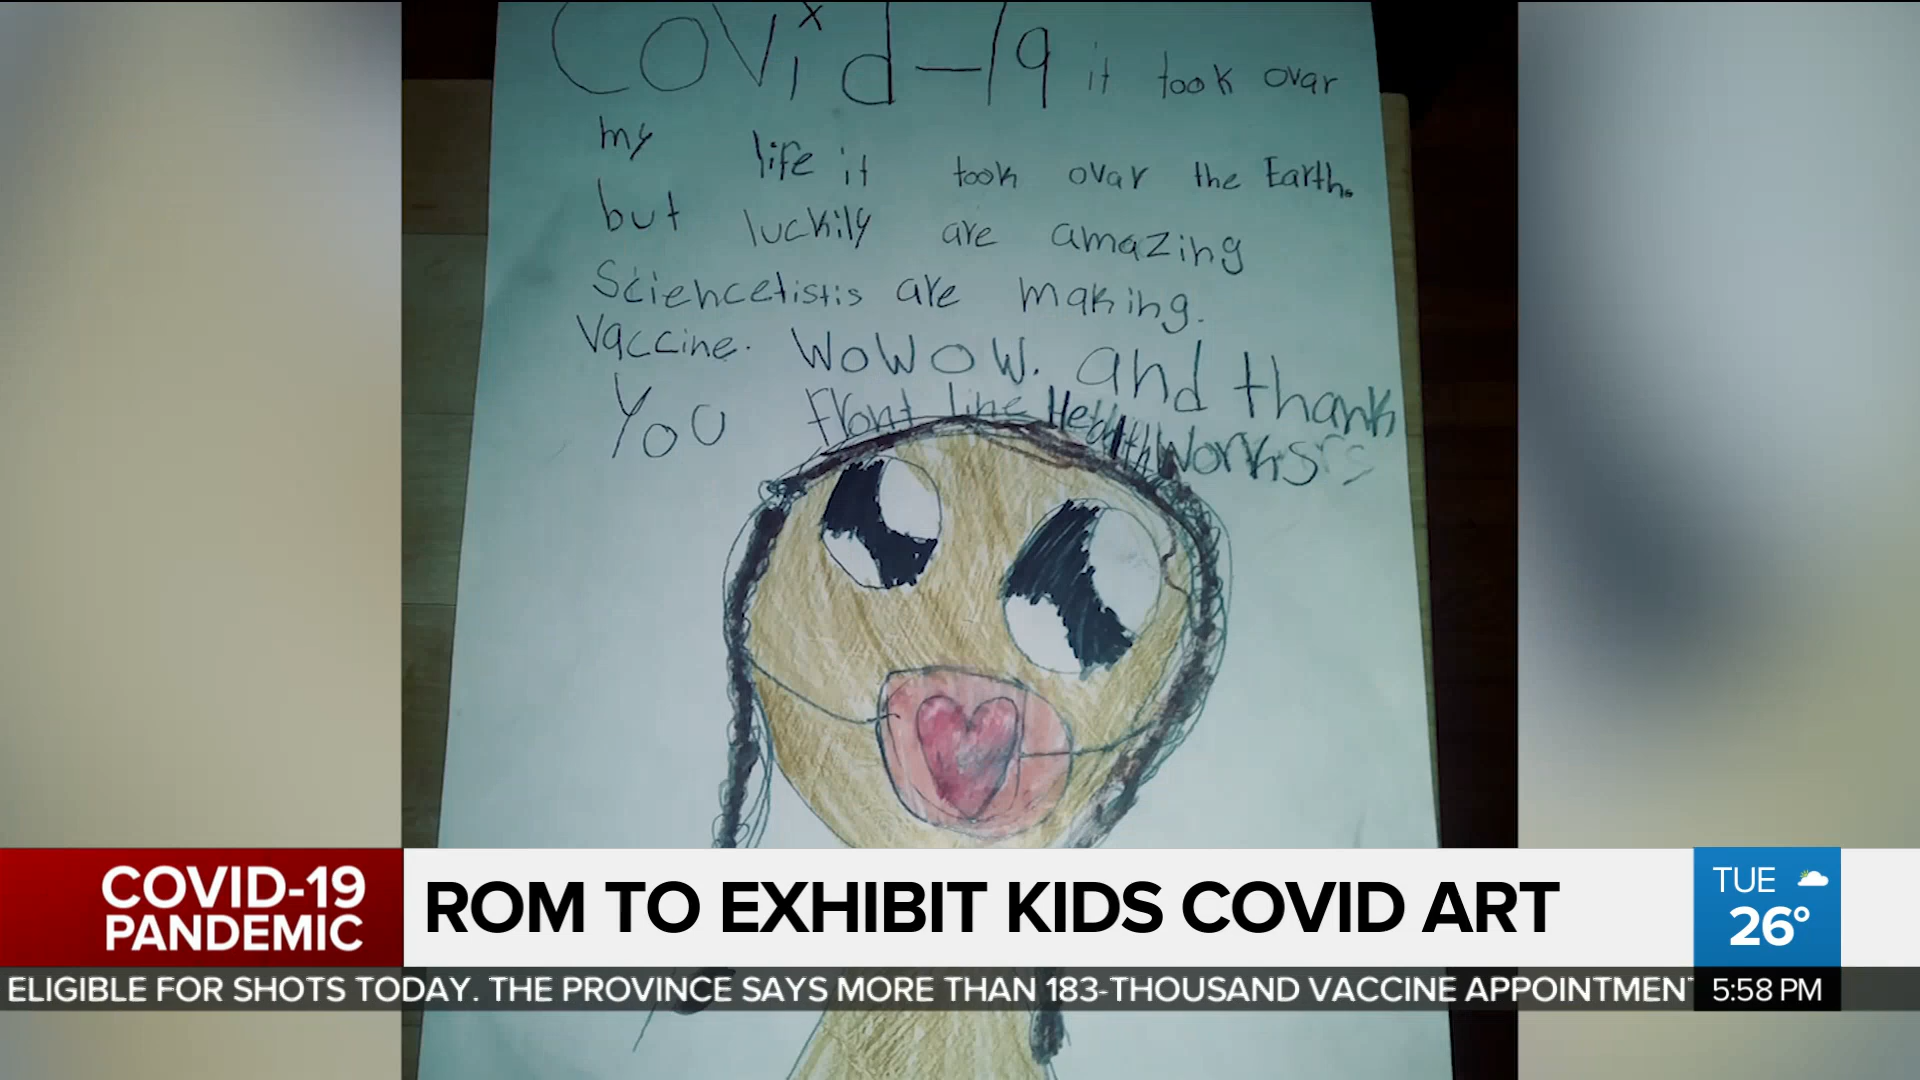 COVid-19 it took ovar
my life it took ovar the Earth.
but luckily are amazing
Sciencetistis are making.
Vaccine. WOWOW. and thank
You Front line Health Worksrs
COVID-19
PANDEMIC
ROM TO EXHIBIT KIDS COVID ART
TUE
26°
ELIGIBLE FOR SHOTS TODAY. THE PROVINCE SAYS MORE THAN 183-THOUSAND VACCINE APPOINTMENT
5:58 PM